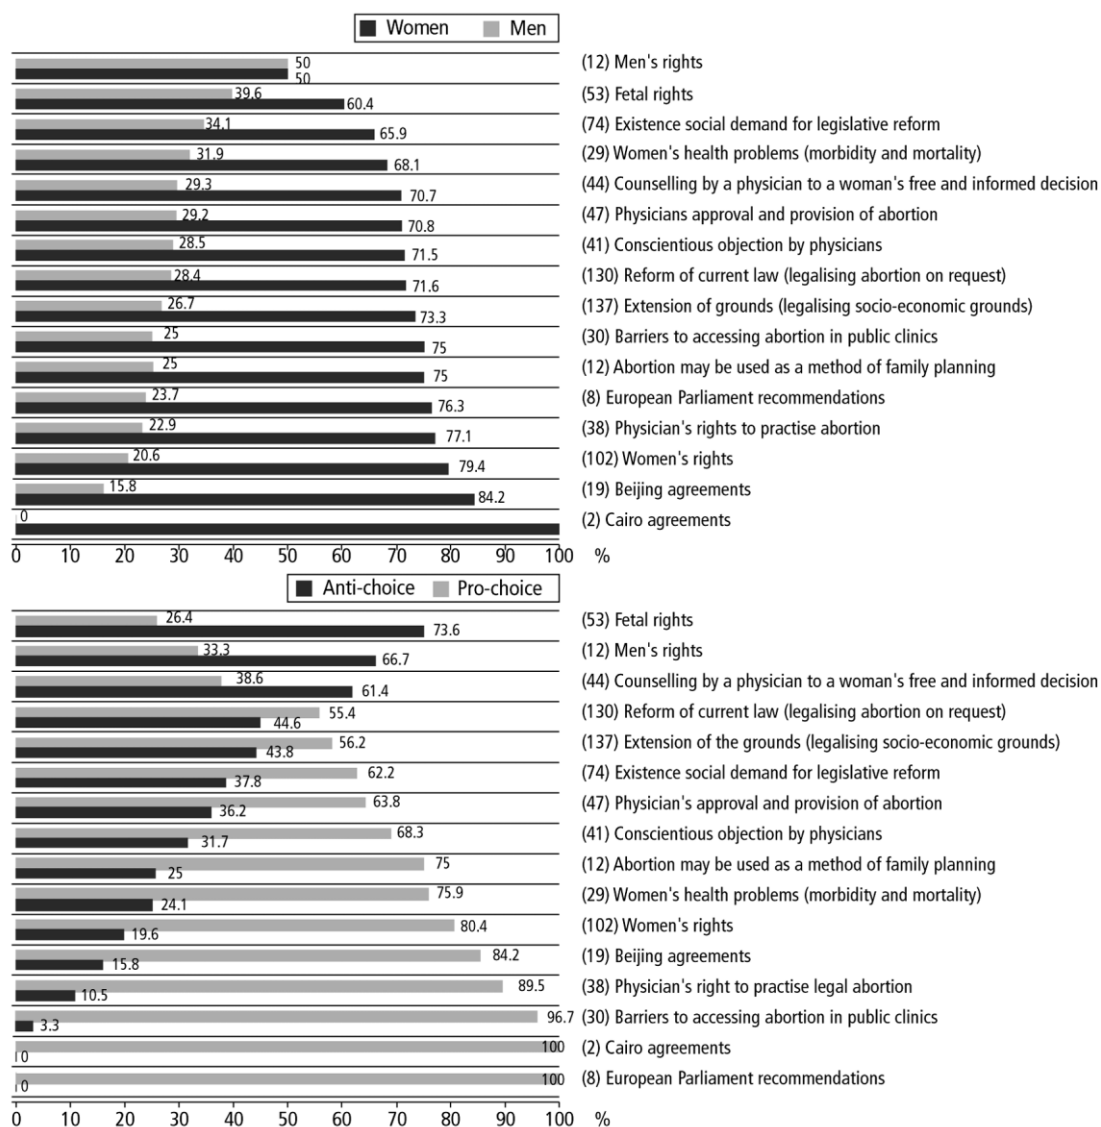 Women Men
50 (12) Men's rights
50
39.6 (53) Fetal rights
60.4
34.1 (74) Existence social demand for legislative reform
65.9
31.9 (29) Women's health problems (morbidity and mortality)
68.1
29.3 (44) Counselling by a physician to a woman's free and informed decision
70.7
29.2 (47) Physicians approval and provision of abortion
70.8
28.5 (41) Conscientious objection by physicians
71.5
28.4 (130) Reform of current law (legalising abortion on request)
71.6
26.7 (137) Extension of grounds (legalising socio-economic grounds)
73.3
25 (30) Barriers to accessing abortion in public clinics
75
25 (12) Abortion may be used as a method of family planning
75
23.7 (8) European Parliament recommendations
76.3
22.9 (38) Physician's rights to practise abortion
77.1
20.6 (102) Women's rights
79.4
15.8 (19) Beijing agreements
84.2
0 (2) Cairo agreements
0 10 20 30 40 50 60 70 80 90 100 %
Anti-choice Pro-choice
26.4 (53) Fetal rights
73.6
33.3 (12) Men's rights
66.7
38.6 (44) Counselling by a physician to a woman's free and informed decision
61.4
55.4 (130) Reform of current law (legalising abortion on request)
44.6
56.2 (137) Extension of the grounds (legalising socio-economic grounds)
43.8
62.2 (74) Existence social demand for legislative reform
37.8
63.8 (47) Physician's approval and provision of abortion
36.2
68.3 (41) Conscientious objection by physicians
31.7
75 (12) Abortion may be used as a method of family planning
25
75.9 (29) Women's health problems (morbidity and mortality)
24.1
80.4 (102) Women's rights
19.6
84.2 (19) Beijing agreements
15.8
89.5 (38) Physician's right to practise legal abortion
10.5
96.7 (30) Barriers to accessing abortion in public clinics
3.3
100 (2) Cairo agreements
0
100 (8) European Parliament recommendations
0
0 10 20 30 40 50 60 70 80 90 100 %